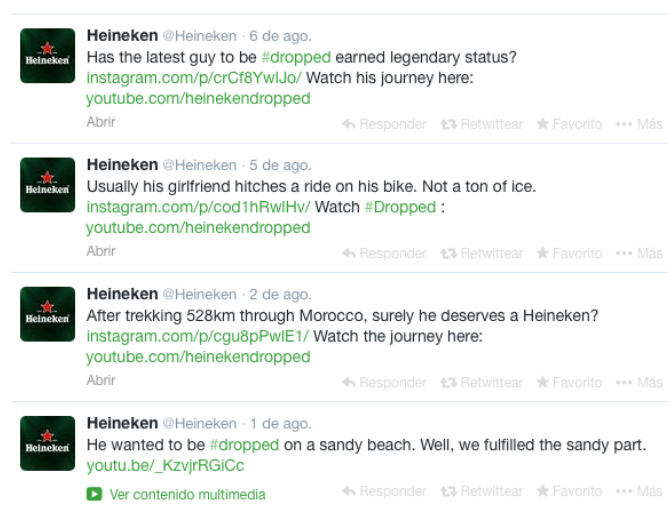 Heineken @Heineken · 6 de ago.
Has the latest guy to be #dropped earned legendary status?
instagram.com/p/crCf8YwlJo/ Watch his journey here:
youtube.com/heinekendropped
Abrir
Responder Retwittear Favorito ••• Más
Heineken
Heineken @Heineken · 5 de ago.
Usually his girlfriend hitches a ride on his bike. Not a ton of ice.
instagram.com/p/cod1hRwlHv/ Watch #Dropped :
youtube.com/heinekendropped
Abrir
Responder Retwittear Favorito ••• Más
Heineken
Heineken @Heineken · 2 de ago.
After trekking 528km through Morocco, surely he deserves a Heineken?
instagram.com/p/cgu8pPwlE1/ Watch the journey here:
youtube.com/heinekendropped
Abrir
Responder Retwittear Favorito ••• Más
Heineken
Heineken @Heineken · 1 de ago.
He wanted to be #dropped on a sandy beach. Well, we fulfilled the sandy part.
youtu.be/_KzvjrRGiCc
Ver contenido multimedia
Responder Retwittear Favorito ••• Más
Heineken